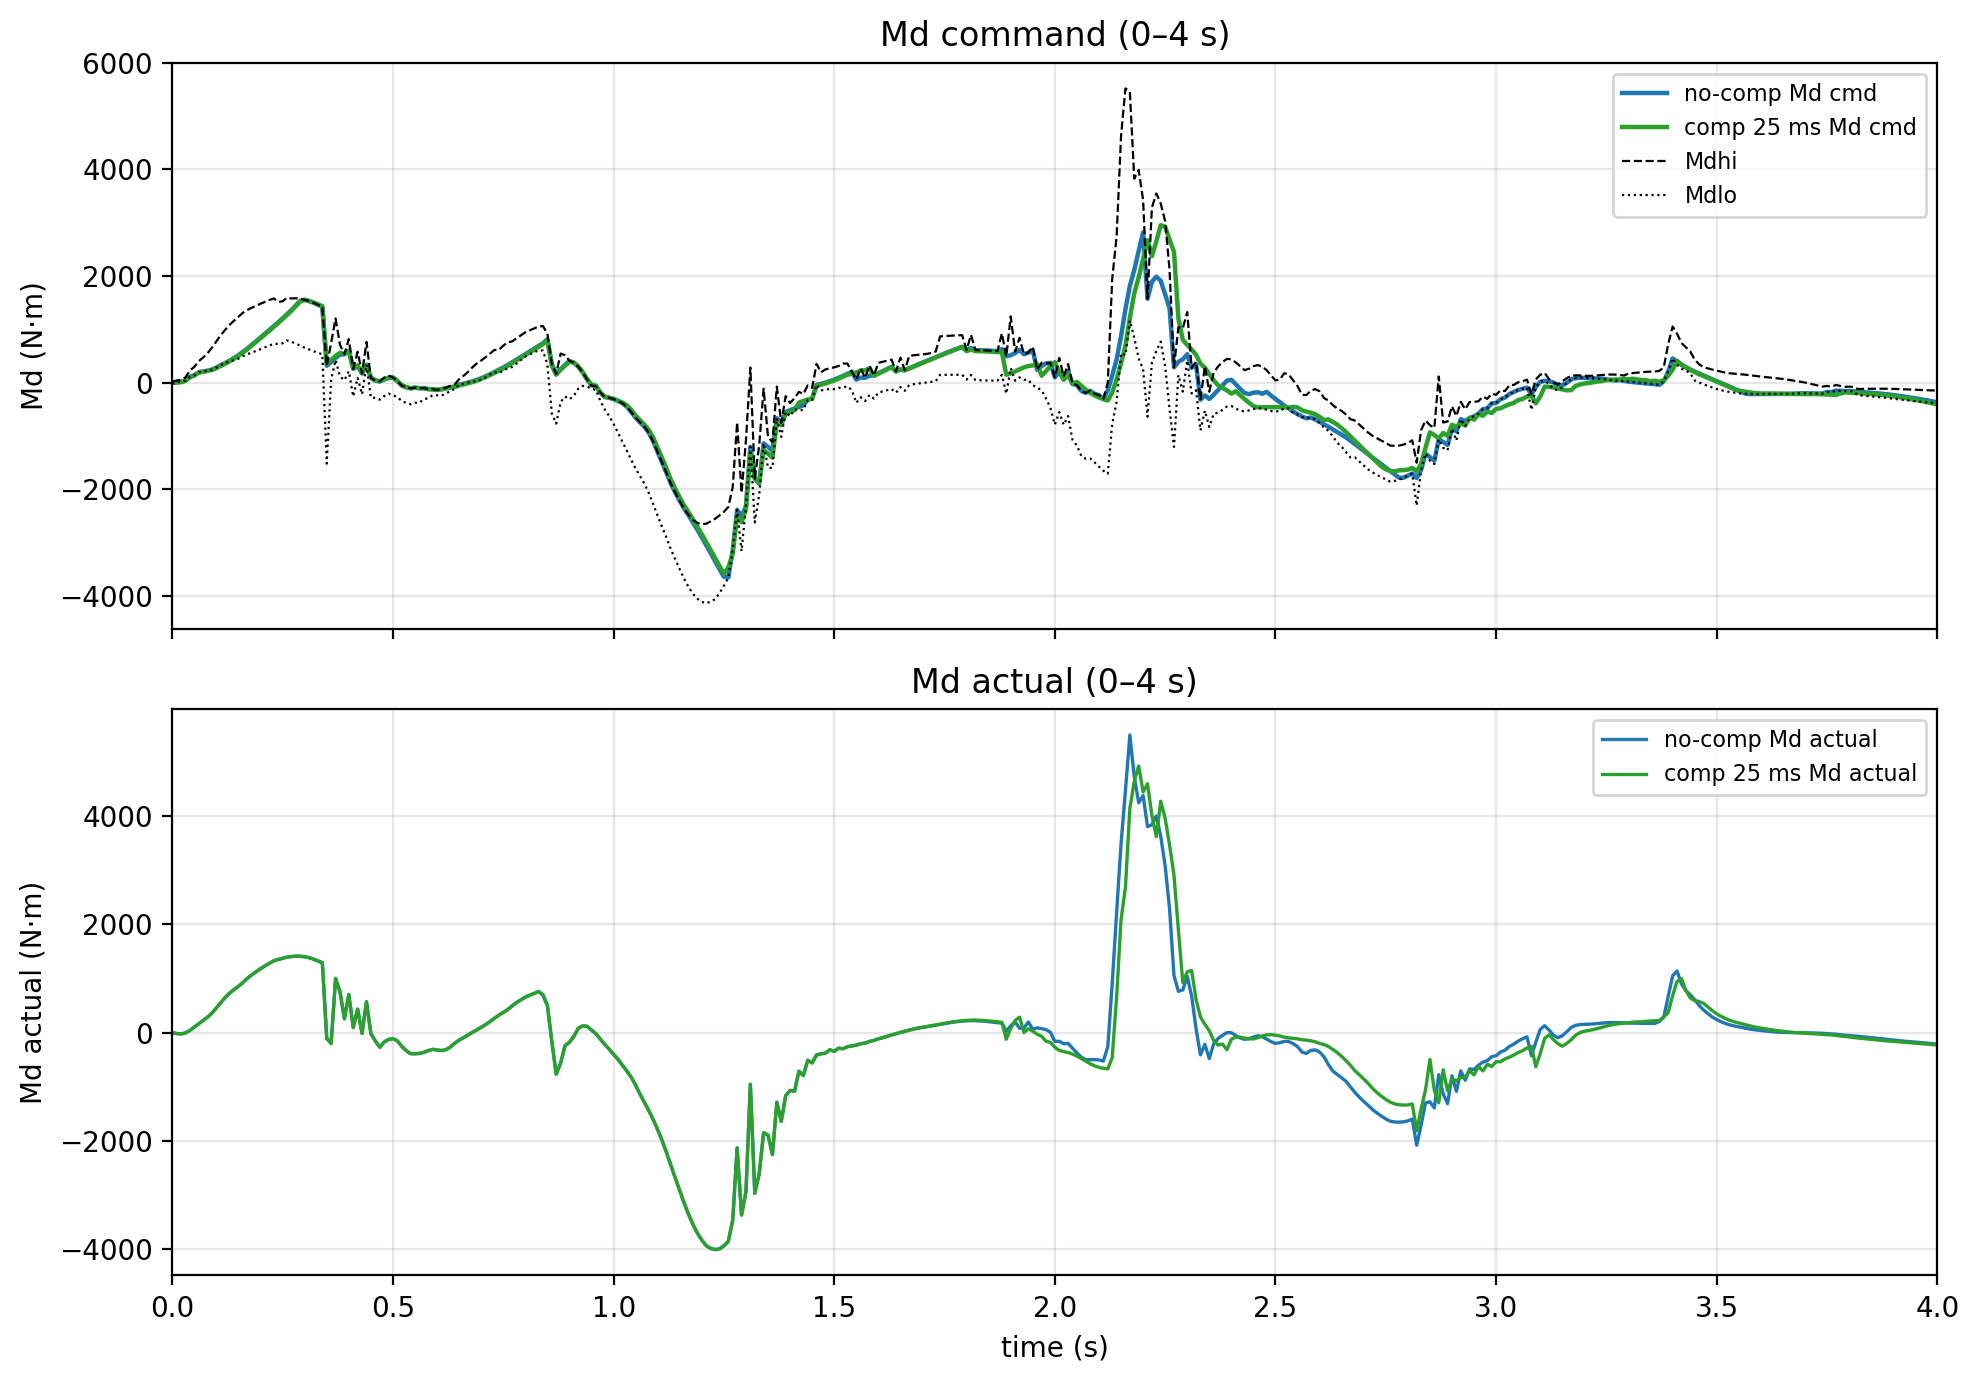 Md command (0–4 s)
6000
4000
2000
0
−2000
−4000
Md (N·m)
no-comp Md cmd
comp 25 ms Md cmd
Mdhi
Mdlo
Md actual (0–4 s)
4000
2000
0
−2000
−4000
Md actual (N·m)
no-comp Md actual
comp 25 ms Md actual
0.0 0.5 1.0 1.5 2.0 2.5 3.0 3.5 4.0
time (s)